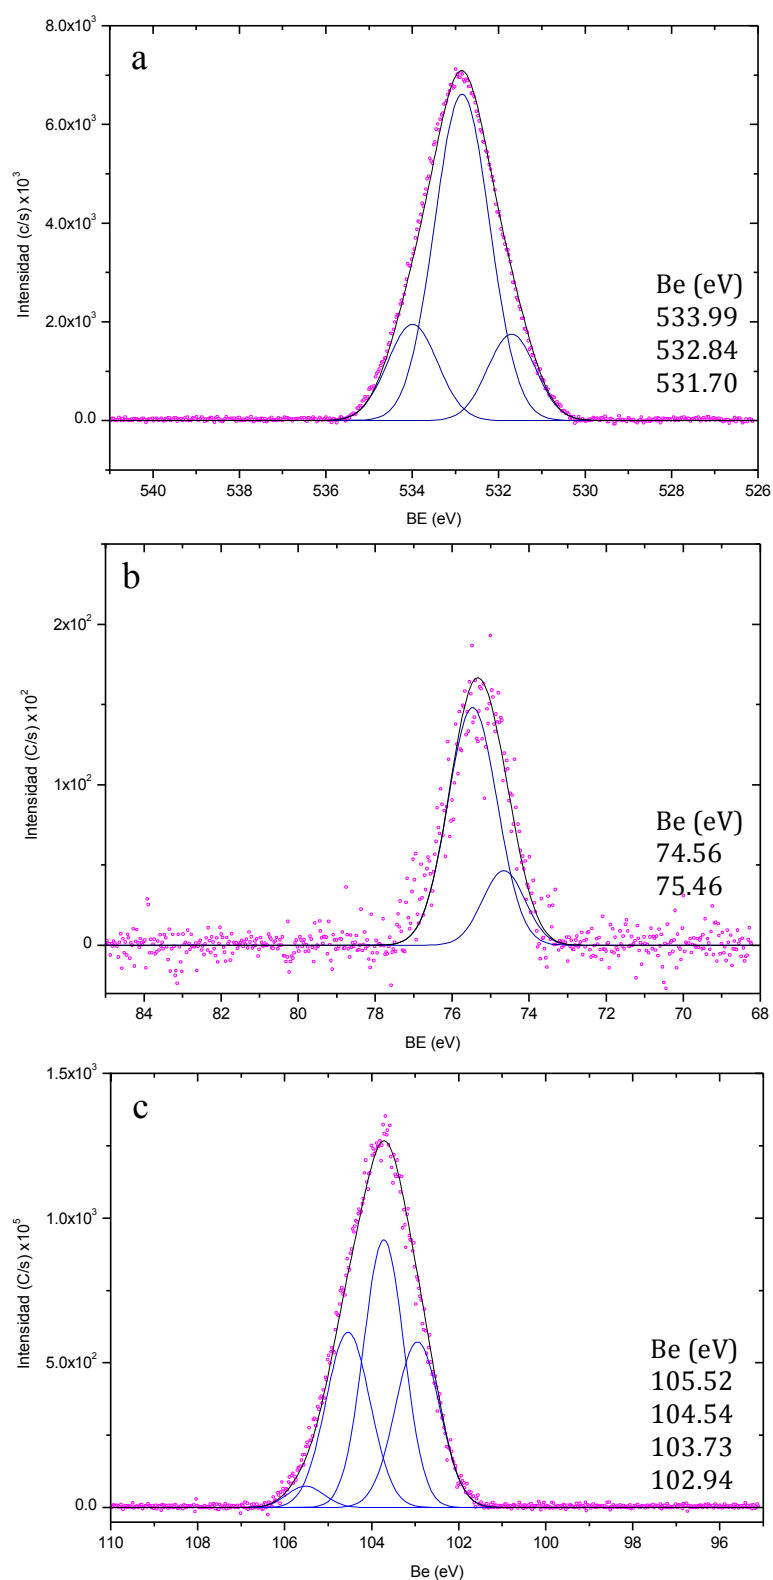 a
8.0x10³
6.0x10³
4.0x10³
2.0x10³
0.0
Intensidad (c/s) x10³
Be (eV)
533.99
532.84
531.70
540 538 536 534 532 530 528 526
BE (eV)
b
2x10²
1x10²
0
Intensidad (C/s) x10²
Be (eV)
74.56
75.46
84 82 80 78 76 74 72 70 68
BE (eV)
c
1.5x10³
1.0x10³
5.0x10²
0.0
Intensidad (C/s) x10⁵
Be (eV)
105.52
104.54
103.73
102.94
110 108 106 104 102 100 98 96
Be (eV)